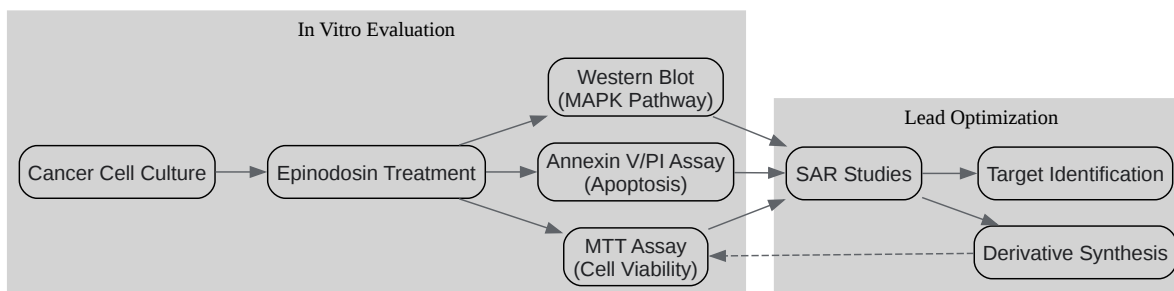 In Vitro Evaluation
Western Blot
(MAPK Pathway)
Lead Optimization
Cancer Cell Culture
Epinodosin Treatment
Annexin V/PI Assay
(Apoptosis)
SAR Studies
Target Identification
MTT Assay
(Cell Viability)
Derivative Synthesis